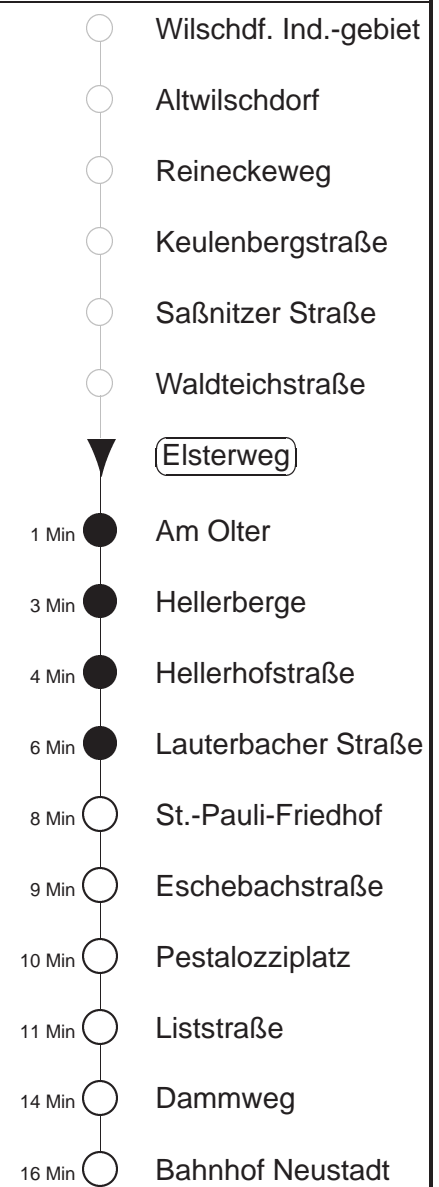 Wilschdf. Ind.-gebiet
Altwilschdorf
Reineckeweg
Keulenbergstraße
Saßnitzer Straße
Waldteichstraße
Elsterweg
1 Min Am Olter
3 Min Hellerberge
4 Min Hellerhofstraße
6 Min Lauterbacher Straße
8 Min St.-Pauli-Friedhof
9 Min Eschebachstraße
10 Min Pestalozziplatz
11 Min Liststraße
14 Min Dammweg
16 Min Bahnhof Neustadt